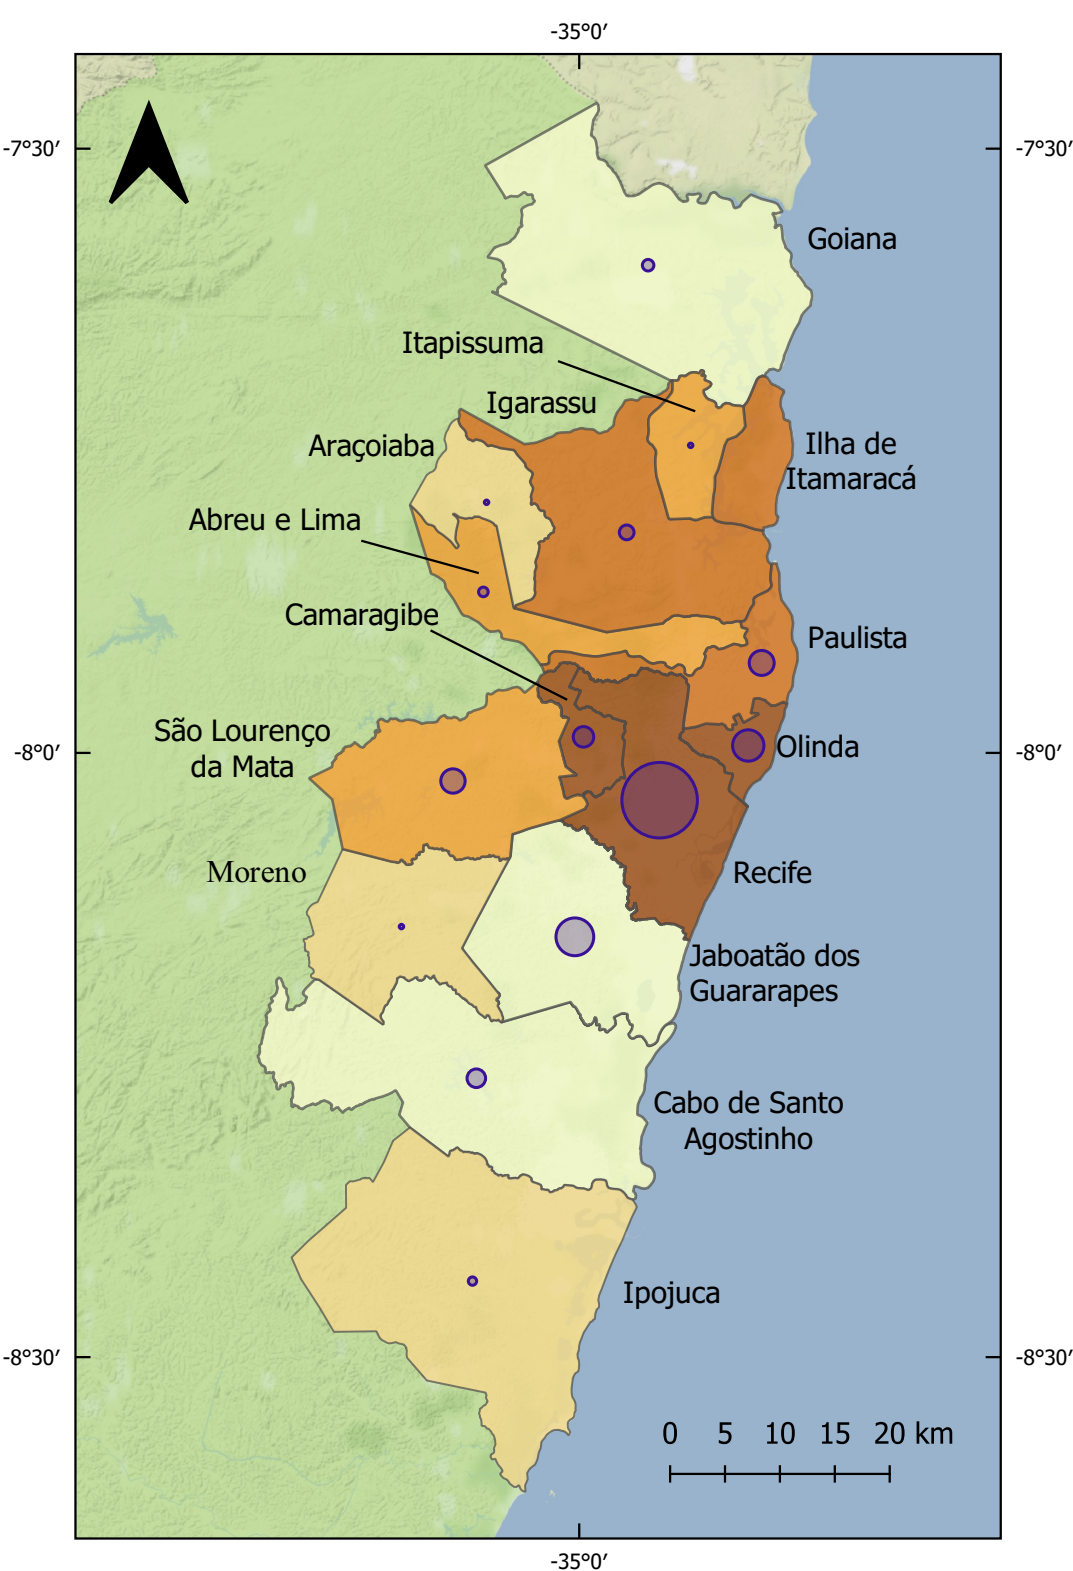 -35°0′
-7°30′
-7°30′
Goiana
Itapissuma
Igarassu
Araçoiaba
Ilha de
Itamaracá
Abreu e Lima
Camaragibe
Paulista
São Lourenço
da Mata
-8°0′
Olinda
-8°0′
Moreno
Recife
Jaboatão dos
Guararapes
Cabo de Santo
Agostinho
Ipojuca
-8°30′
-8°30′
0 5 10 15 20 km
-35°0′